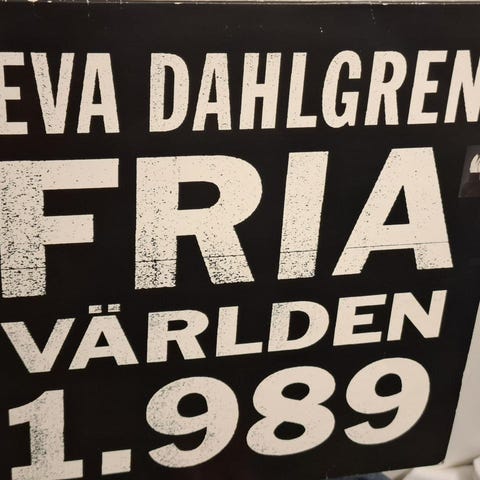 EVA DAHLGREN
FRIA
VÄRLDEN
1.989